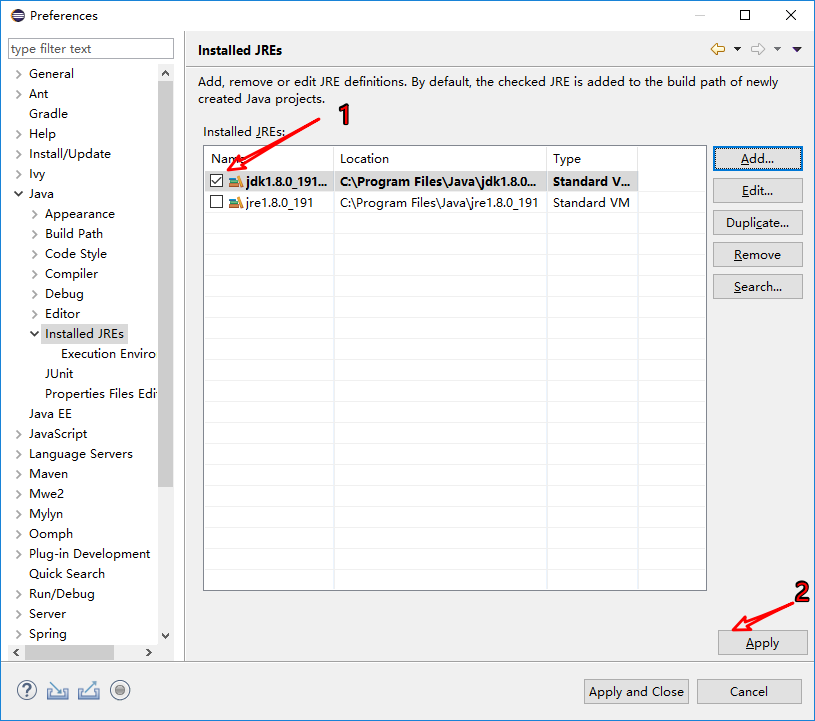 Preferences
type filter text
General
Ant
Gradle
Help
Install/Update
Ivy
Java
Appearance
Build Path
Code Style
Compiler
Debug
Editor
Installed JREs
Execution Enviro
JUnit
Properties Files Edi
Java EE
JavaScript
Language Servers
Maven
Mwe2
Mylyn
Oomph
Plug-in Development
Quick Search
Run/Debug
Server
Spring
Installed JREs
Add, remove or edit JRE definitions. By default, the checked JRE is added to the build path of newly
created Java projects.
1
Installed JREs:
Name Location Type
jdk1.8.0_191... C:\Program Files\Java\jdk1.8.0... Standard V...
jre1.8.0_191 C:\Program Files\Java\jre1.8.0_191 Standard VM
Add...
Edit...
Duplicate...
Remove
Search...
2
Apply
?
Apply and Close
Cancel